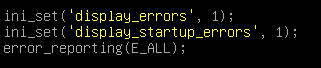 ini_set('display_errors', 1);
ini_set('display_startup_errors', 1);
error_reporting(E_ALL);